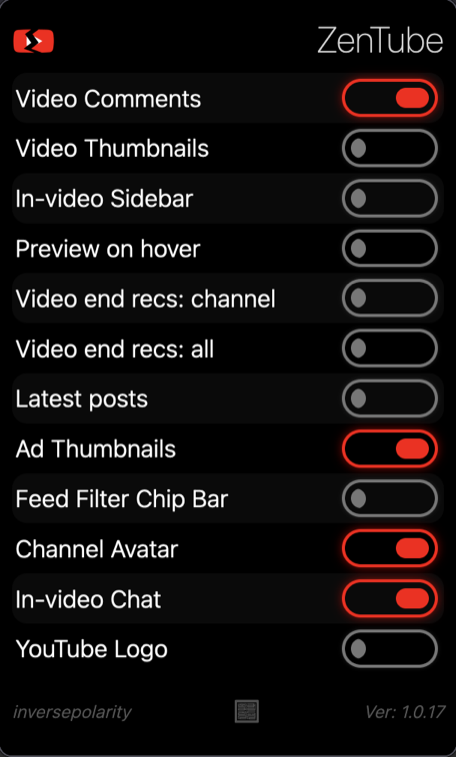 ZenTube
Video Comments
Video Thumbnails
In-video Sidebar
Preview on hover
Video end recs: channel
Video end recs: all
Latest posts
Ad Thumbnails
Feed Filter Chip Bar
Channel Avatar
In-video Chat
YouTube Logo
inversepolarity Ver: 1.0.17